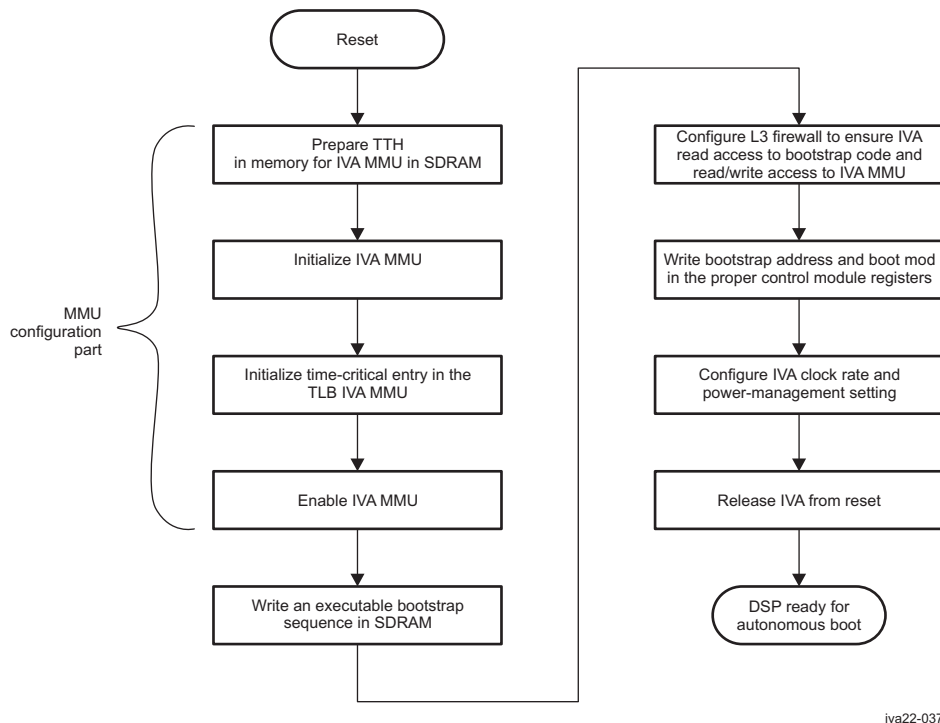 Reset
Prepare TTH
in memory for IVA MMU in SDRAM
Initialize IVA MMU
MMU
configuration
part
Initialize time-critical entry in the
TLB IVA MMU
Enable IVA MMU
Write an executable bootstrap
sequence in SDRAM
Configure L3 firewall to ensure IVA
read access to bootstrap code and
read/write access to IVA MMU
Write bootstrap address and boot mod
in the proper control module registers
Configure IVA clock rate and
power-management setting
Release IVA from reset
DSP ready for
autonomous boot
iva22-037